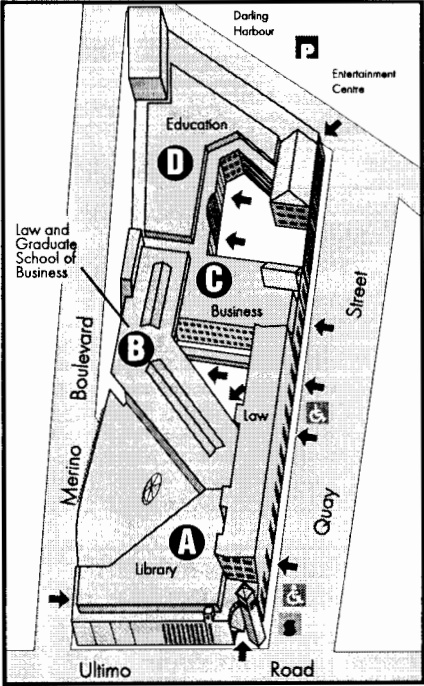 Darling
Harbour
P
Entertainment
Centre
Education
D
Law and
Graduate
School of
Business
C
Business
Street
Boulevard
B
Law
Merino
Quay
A
Library
Ultimo
Road